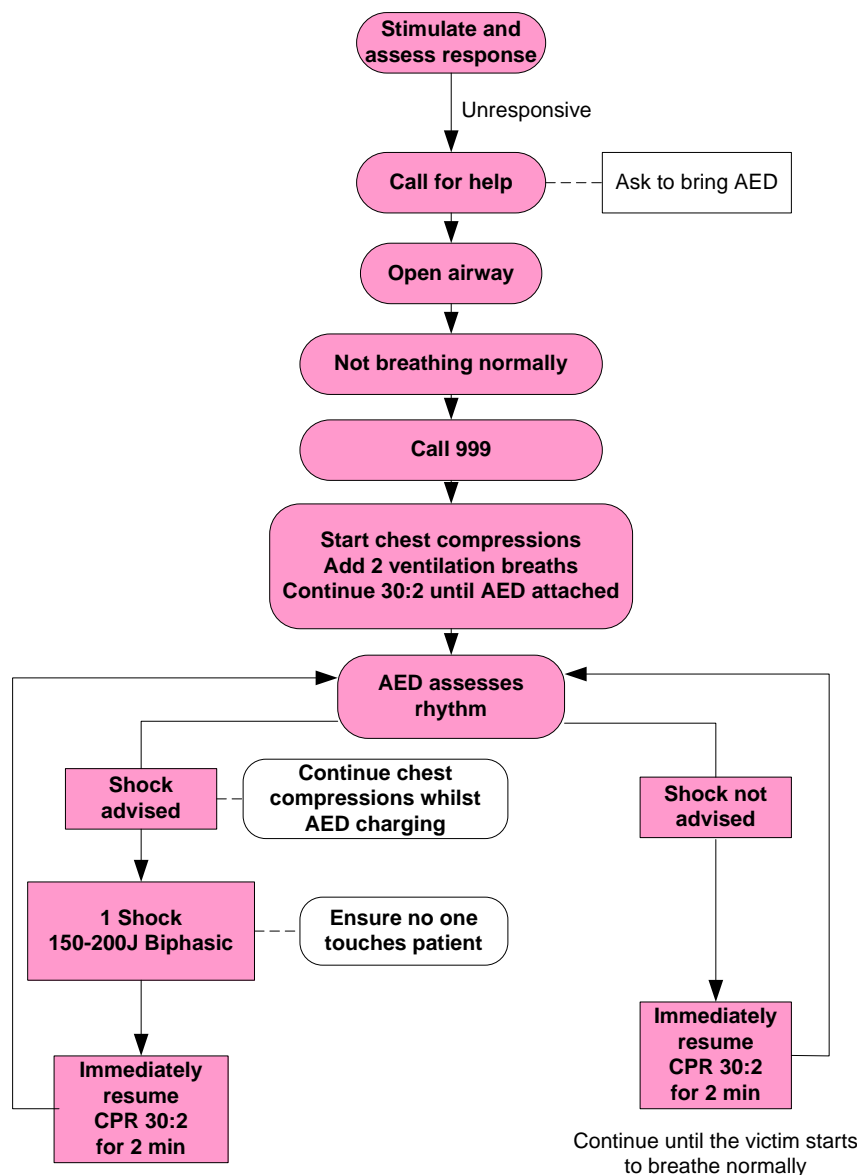 Stimulate and
assess response
Unresponsive
Call for help
Ask to bring AED
Open airway
Not breathing normally
Call 999
Start chest compressions
Add 2 ventilation breaths
Continue 30:2 until AED attached
AED assesses
rhythm
Shock
advised
Continue chest
compressions whilst
AED charging
Shock not
advised
1 Shock
150-200J Biphasic
Ensure no one
touches patient
Immediately
resume
CPR 30:2
for 2 min
Immediately
resume
CPR 30:2
for 2 min
Continue until the victim starts
to breathe normally